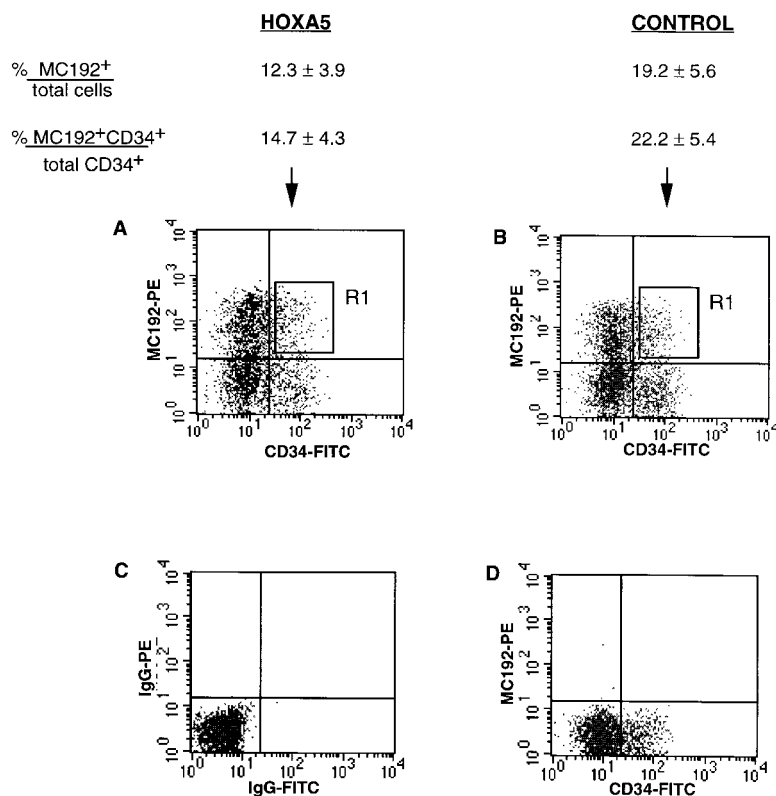 HOXA5 CONTROL
% MC192+ 12.3 ± 3.9 19.2 ± 5.6
total cells
% MC192+CD34+ 14.7 ± 4.3 22.2 ± 5.4
total CD34+
A
10^4
10^3
10^2
10^1
10^0
MC192-PE
R1
10^0 10^1 10^2 10^3 10^4
CD34-FITC
B
10^4
10^3
10^2
10^1
10^0
MC192-PE
R1
10^0 10^1 10^2 10^3 10^4
CD34-FITC
C
10^4
10^3
10^2
10^1
10^0
IgG-PE
10^0 10^1 10^2 10^3 10^4
IgG-FITC
D
10^4
10^3
10^2
10^1
10^0
MC192-PE
10^0 10^1 10^2 10^3 10^4
CD34-FITC